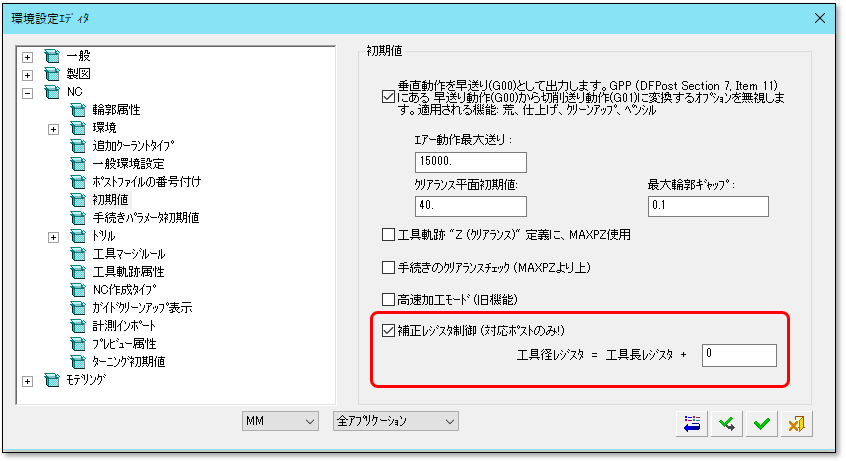 環境設定ｴﾃﾞｨﾀ
一般
製図
NC
輪郭属性
環境
追加ｸｰﾗﾝﾄﾀｲﾌﾟ
一般環境設定
ﾎﾟｽﾄﾌｧｲﾙの番号付け
初期値
手続きﾊﾟﾗﾒｰﾀ初期値
ﾄﾞﾘﾙ
工具ﾏｰｼﾞﾙｰﾙ
工具軌跡属性
NC作成ﾀｲﾌﾟ
ｶﾞｲﾄﾞｸﾘｰﾝｱｯﾌﾟ表示
計測ｲﾝﾎﾟｰﾄ
ﾌﾟﾚﾋﾞｭｰ属性
ﾀｰﾆﾝｸﾞ初期値
ﾓﾃﾞﾘﾝｸﾞ
初期値
垂直動作を早送り(G00)として出力します。GPP (DFPost Section 7, Item 11)
にある 早送り動作(G00)から切削送り動作(G01)に変換するｵﾌﾟｼｮﾝを無視しま
す。適用される機能: 荒、仕上げ、ｸﾘｰﾝｱｯﾌﾟ、ﾍﾟﾝｼﾙ
ｴｱｰ動作最大送り :
15000.
ｸﾘｱﾗﾝｽ平面初期値:
最大輪郭ｷﾞｬｯﾌﾟ:
40.
0.1
工具軌跡 "Z (ｸﾘｱﾗﾝｽ)" 定義に、MAXPZ使用
手続きのｸﾘｱﾗﾝｽﾁｪｯｸ (MAXPZより上)
高速加工ﾓｰﾄﾞ (旧機能)
補正ﾚｼﾞｽﾀ制御 (対応ﾎﾟｽﾄのみ!)
工具径ﾚｼﾞｽﾀ = 工具長ﾚｼﾞｽﾀ +
0
MM
全ｱﾌﾟﾘｹｰｼｮﾝ